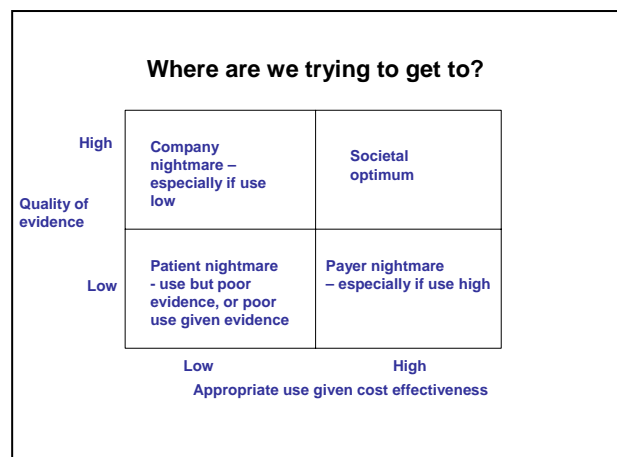 Where are we trying to get to?
High
Company
nightmare –
especially if use
low
Societal
optimum
Quality of
evidence
Low
Patient nightmare
- use but poor
evidence, or poor
use given evidence
Payer nightmare
– especially if use high
Low
High
Appropriate use given cost effectiveness